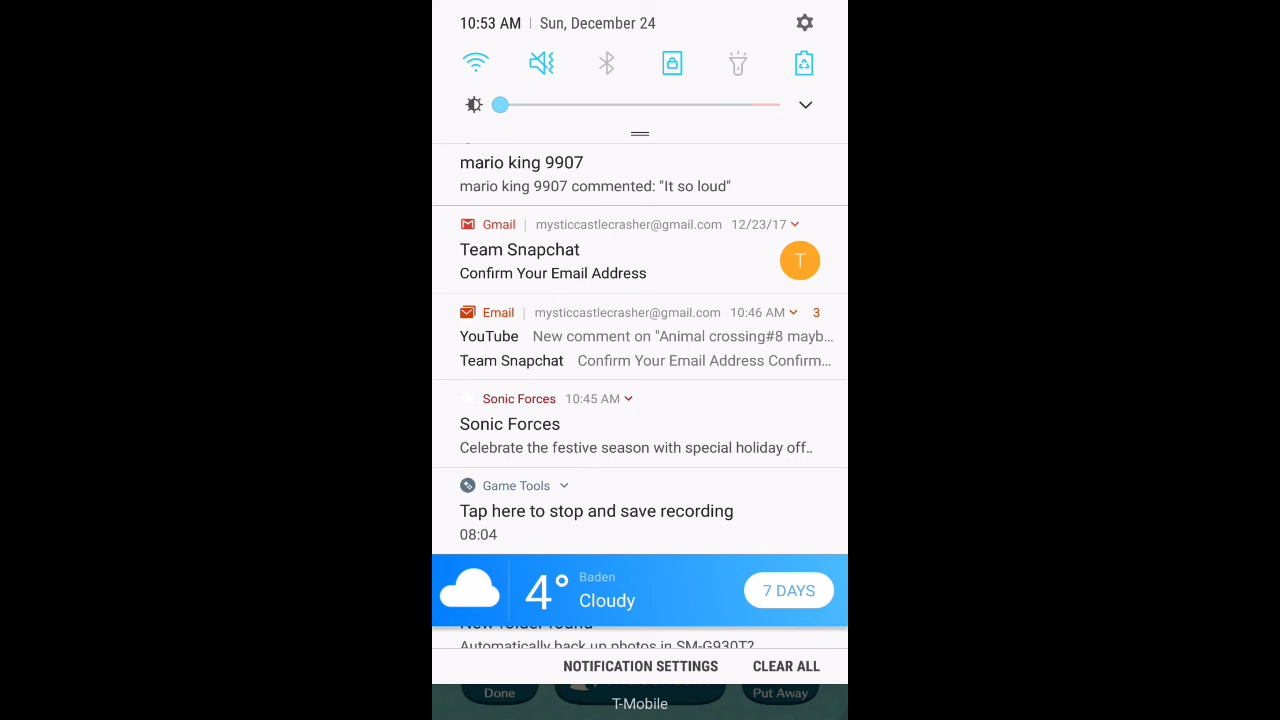 10:53 AM | Sun, December 24
mario king 9907
mario king 9907 commented: "It so loud"
Gmail | mysticcastlecrasher@gmail.com 12/23/17
Team Snapchat
T
Confirm Your Email Address
Email | mysticcastlecrasher@gmail.com 10:46 AM 3
YouTube New comment on "Animal crossing#8 mayb...
Team Snapchat Confirm Your Email Address Confirm...
Sonic Forces 10:45 AM
Sonic Forces
Celebrate the festive season with special holiday off..
Game Tools
Tap here to stop and save recording
08:04
4° Baden
Cloudy
7 DAYS
New folder found
Automatically back up photos in SM-G930T?
NOTIFICATION SETTINGS CLEAR ALL
Done Put Away
T-Mobile